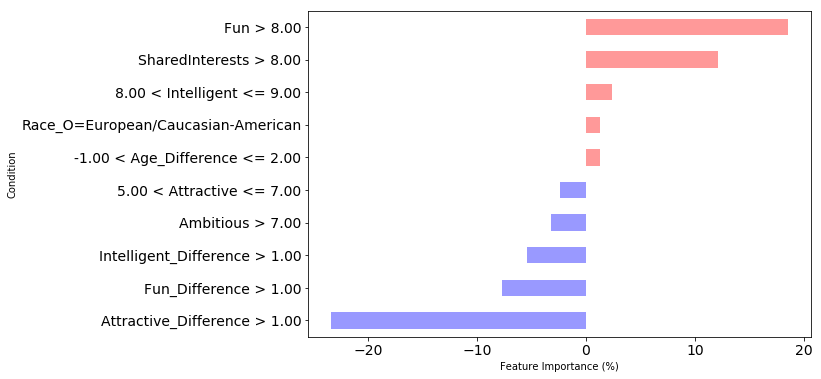 Fun > 8.00
SharedInterests > 8.00
8.00 < Intelligent <= 9.00
Race_O=European/Caucasian-American
-1.00 < Age_Difference <= 2.00
5.00 < Attractive <= 7.00
Ambitious > 7.00
Intelligent_Difference > 1.00
Fun_Difference > 1.00
Attractive_Difference > 1.00
Condition
−20 −10 0 10 20
Feature Importance (%)